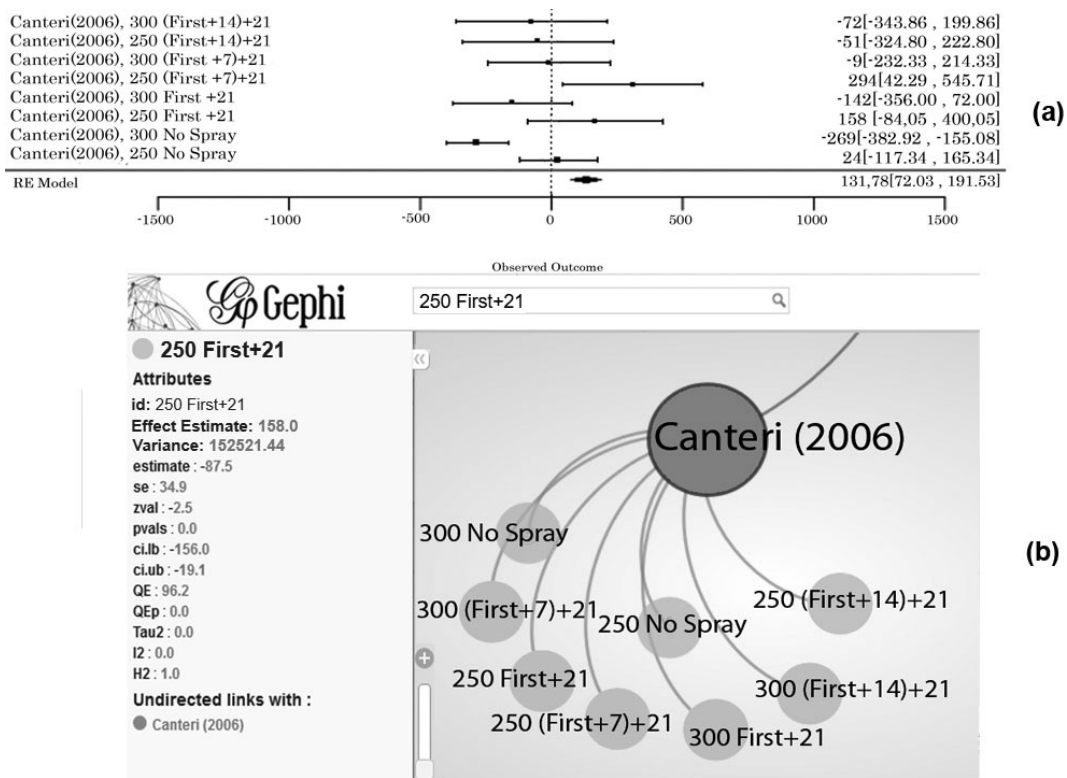 Canteri(2006), 300 (First+14)+21 -72[-343.86 , 199.86]
Canteri(2006), 250 (First+14)+21 -51[-324.80 , 222.80]
Canteri(2006), 300 (First +7)+21 -9[-232.33 , 214.33]
Canteri(2006), 250 (First +7)+21 294[42.29 , 545.71]
Canteri(2006), 300 First +21 -142[-356.00 , 72.00]
Canteri(2006), 250 First +21 158 [-84,05 , 400,05]
Canteri(2006), 300 No Spray -269[-382.92 , -155.08]
Canteri(2006), 250 No Spray 24[-117.34 , 165.34]
RE Model 131,78[72.03 , 191.53]
(a)
-1500 -1000 -500 0 500 1000 1500
Observed Outcome
Gephi
250 First+21
250 First+21
Attributes
id: 250 First+21
Effect Estimate: 158.0
Variance: 152521.44
estimate : -87.5
se : 34.9
zval : -2.5
pvals : 0.0
ci.lb : -156.0
ci.ub : -19.1
QE : 96.2
QEp : 0.0
Tau2 : 0.0
I2 : 0.0
H2 : 1.0
Undirected links with :
Canteri (2006)
Canteri (2006)
300 No Spray
300 (First+7)+21
250 No Spray
250 (First+14)+21
250 First+21
300 (First+14)+21
250 (First+7)+21
300 First+21
(b)